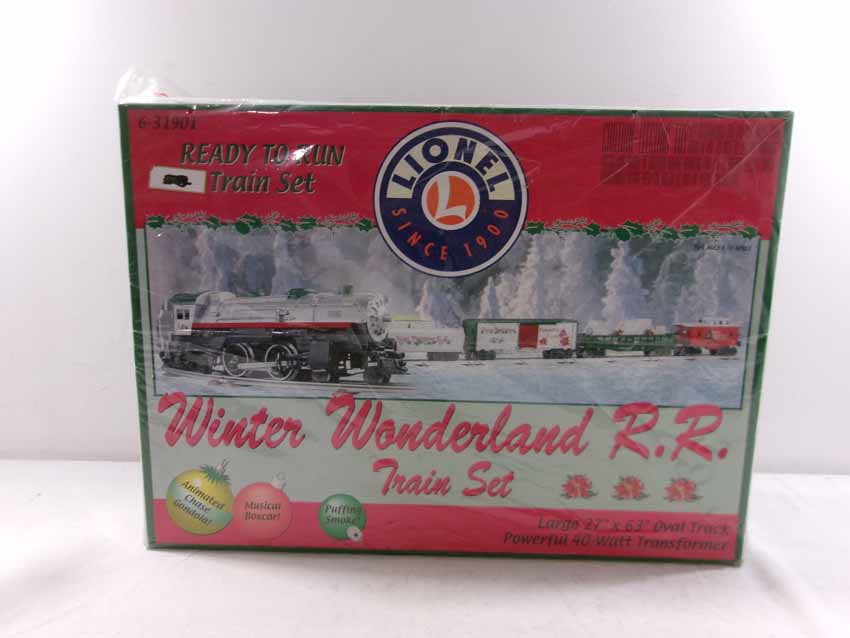 6-31901
READY TO RUN
Train Set
LIONEL
L
SINCE 1900
Winter Wonderland R.R.
Train Set
Animated
Chase
Gondola!
Musical
Boxcar!
Puffing
Smoke!
Large 27" x 63" Oval Track
Powerful 40-Watt Transformer